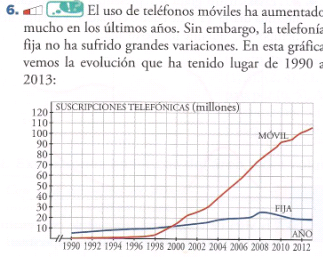 6. El uso de teléfonos móviles ha aumentado
mucho en los últimos años. Sin embargo, la telefonía
fija no ha sufrido grandes variaciones. En esta gráfica
vemos la evolución que ha tenido lugar de 1990 a
2013:
SUSCRIPCIONES TELEFÓNICAS (millones)
120
110
100
90
80
70
60
50
40
30
20
10
MÓVIL
FIJA
AÑO
1990 1992 1994 1996 1998 2000 2002 2004 2006 2008 2010 2012